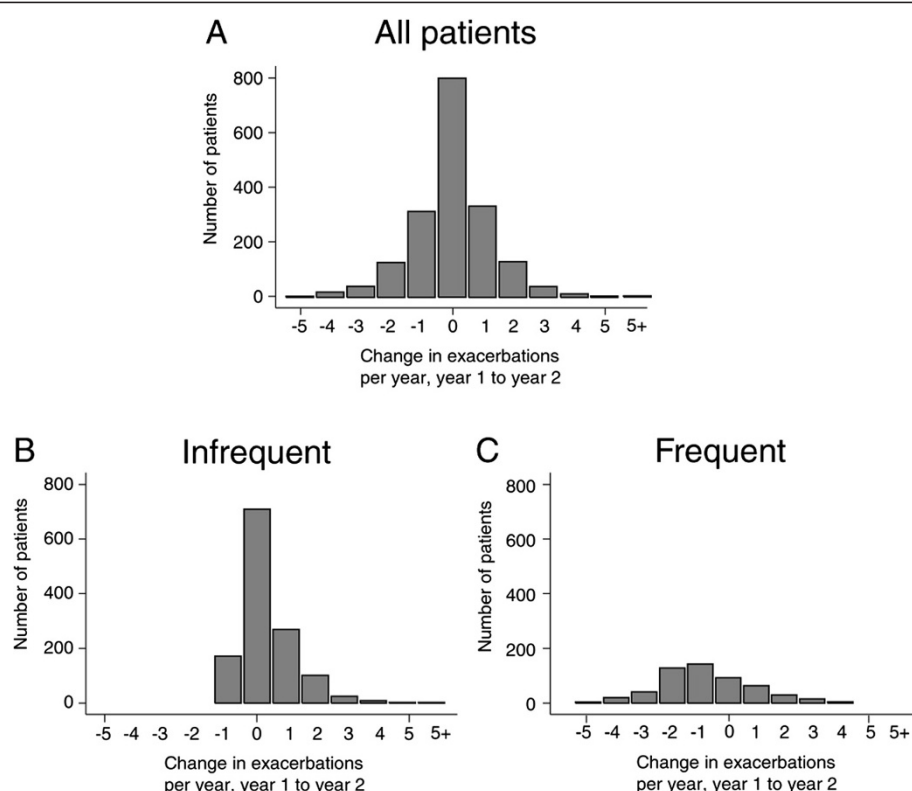 A All patients
Number of patients
800
600
400
200
0
-5 -4 -3 -2 -1 0 1 2 3 4 5 5+
Change in exacerbations
per year, year 1 to year 2
B Infrequent
Number of patients
800
600
400
200
0
-5 -4 -3 -2 -1 0 1 2 3 4 5 5+
Change in exacerbations
per year, year 1 to year 2
C Frequent
Number of patients
800
600
400
200
0
-5 -4 -3 -2 -1 0 1 2 3 4 5 5+
Change in exacerbations
per year, year 1 to year 2